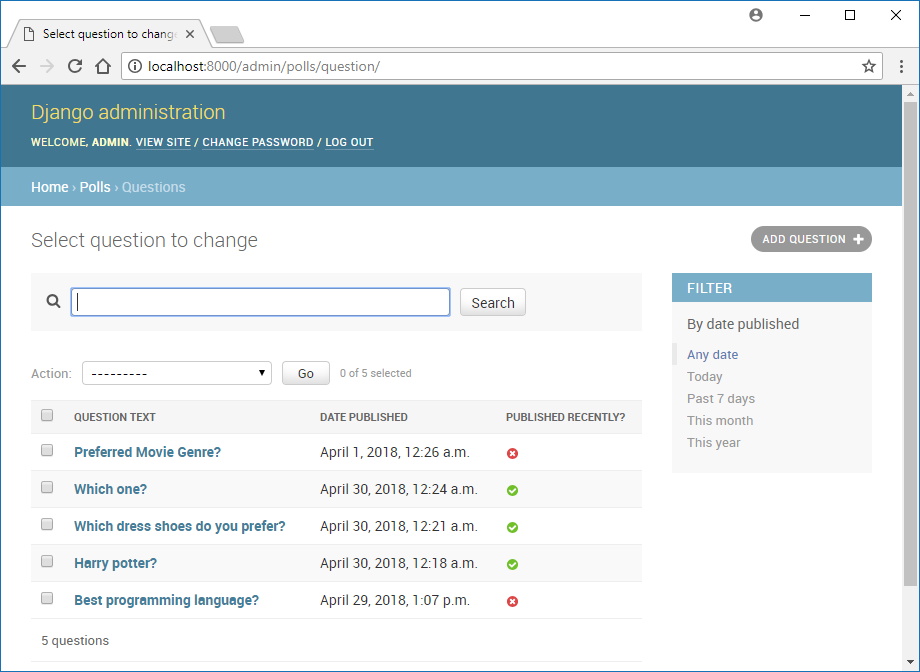 Select question to chang
localhost:8000/admin/polls/question/
Django administration
WELCOME, ADMIN. VIEW SITE / CHANGE PASSWORD / LOG OUT
Home › Polls › Questions
Select question to change
ADD QUESTION +
Search
FILTER
By date published
Any date
Today
Past 7 days
This month
This year
Action: --------- Go 0 of 5 selected
QUESTION TEXT DATE PUBLISHED PUBLISHED RECENTLY?
Preferred Movie Genre? April 1, 2018, 12:26 a.m.
Which one? April 30, 2018, 12:24 a.m.
Which dress shoes do you prefer? April 30, 2018, 12:21 a.m.
Harry potter? April 30, 2018, 12:18 a.m.
Best programming language? April 29, 2018, 1:07 p.m.
5 questions